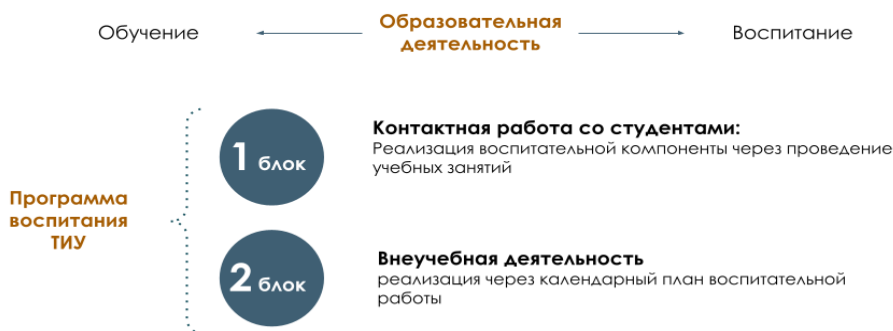 Обучение
Образовательная
деятельность
Воспитание
Программа
воспитания
ТИУ
1 блок
Контактная работа со студентами:
Реализация воспитательной компоненты через проведение
учебных занятий
2 блок
Внеучебная деятельность
реализация через календарный план воспитательной
работы